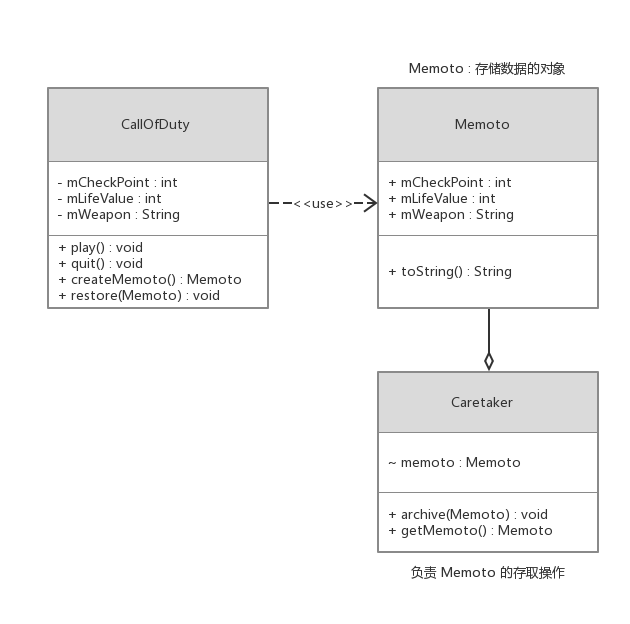 Memoto : 存储数据的对象
CallOfDuty
- mCheckPoint : int
- mLifeValue : int
- mWeapon : String
+ play() : void
+ quit() : void
+ createMemoto() : Memoto
+ restore(Memoto) : void
<<use>>
Memoto
+ mCheckPoint : int
+ mLifeValue : int
+ mWeapon : String
+ toString() : String
Caretaker
~ memoto : Memoto
+ archive(Memoto) : void
+ getMemoto() : Memoto
负责 Memoto 的存取操作